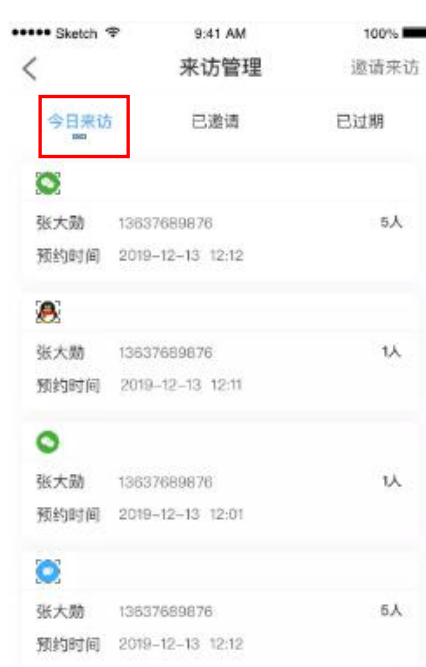 Sketch 9:41 AM 100%
来访管理 邀请来访
今日来访 已邀请 已过期
张大勋 13637689876 5人
预约时间 2019-12-13 12:12
张大勋 13637689876 1人
预约时间 2019-12-13 12:11
张大勋 13637689876 1人
预约时间 2019-12-13 12:01
张大勋 13637689876 5人
预约时间 2019-12-13 12:12